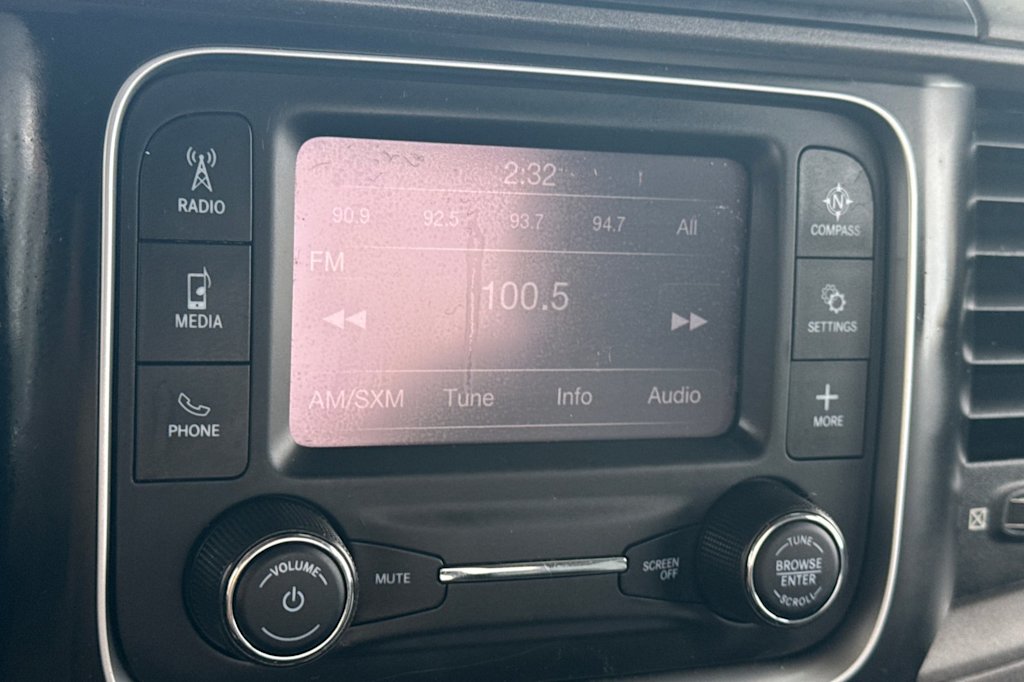 RADIO
MEDIA
PHONE
2:32
90.9 92.5 93.7 94.7 All
FM
100.5
AM/SXM Tune Info Audio
N
COMPASS
SETTINGS
MORE
VOLUME
MUTE
SCREEN
OFF
TUNE
BROWSE
ENTER
SCROLL